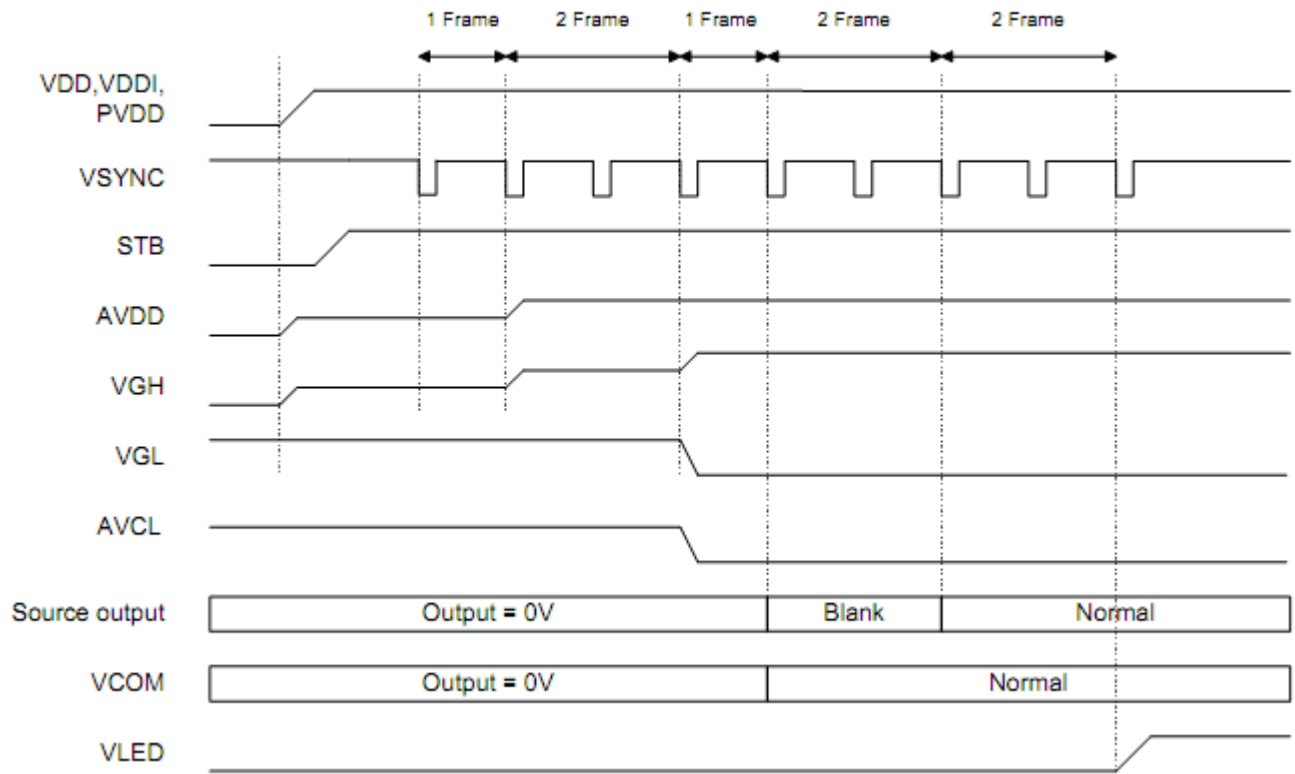 1 Frame 2 Frame 1 Frame 2 Frame 2 Frame
VDD,VDDI,
PVDD
VSYNC
STB
AVDD
VGH
VGL
AVCL
Source output Output = 0V Blank Normal
VCOM Output = 0V Normal
VLED